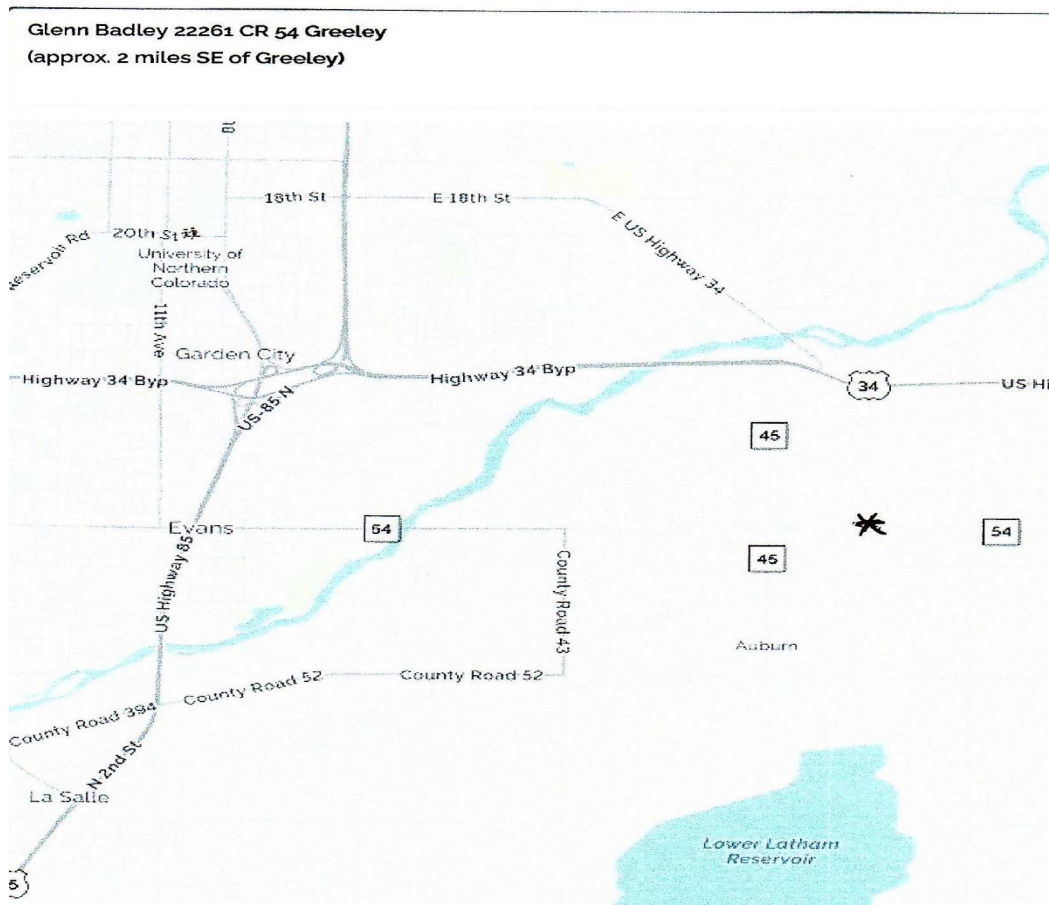 Glenn Badley 22261 CR 54 Greeley
(approx. 2 miles SE of Greeley)
18th St
E 18th St
E US Highway 34
Reservoir Rd
20th St
University of
Northern
Colorado
11th Ave
Garden City
Highway 34 Byp
US-85 N
Highway 34 Byp
34
US Hi
45
Evans
54
54
45
US Highway 85
County Road 43
Auburn
County Road 52
County Road 52
County Road 394
N 2nd St
La Salle
Lower Latham
Reservoir